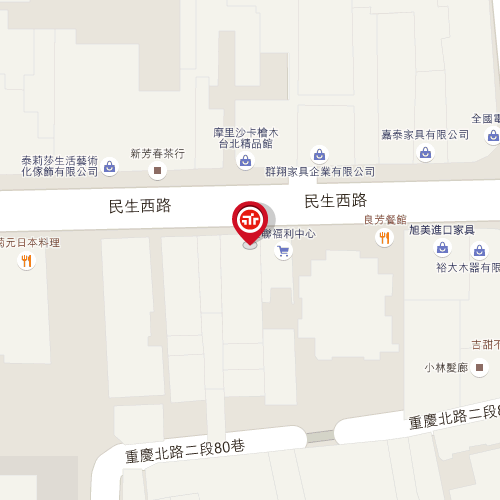 全國電
摩里沙卡檜木
台北精品館
嘉泰家具有限公司
新芳春茶行
泰莉莎生活藝術
化傢飾有限公司
群翔家具企業有限公司
民生西路
民生西路
良芳餐館
旭美進口家具
聯福利中心
元日本料理
裕大木器有限
吉甜不
小林髮廊
重慶北路二段
重慶北路二段80巷